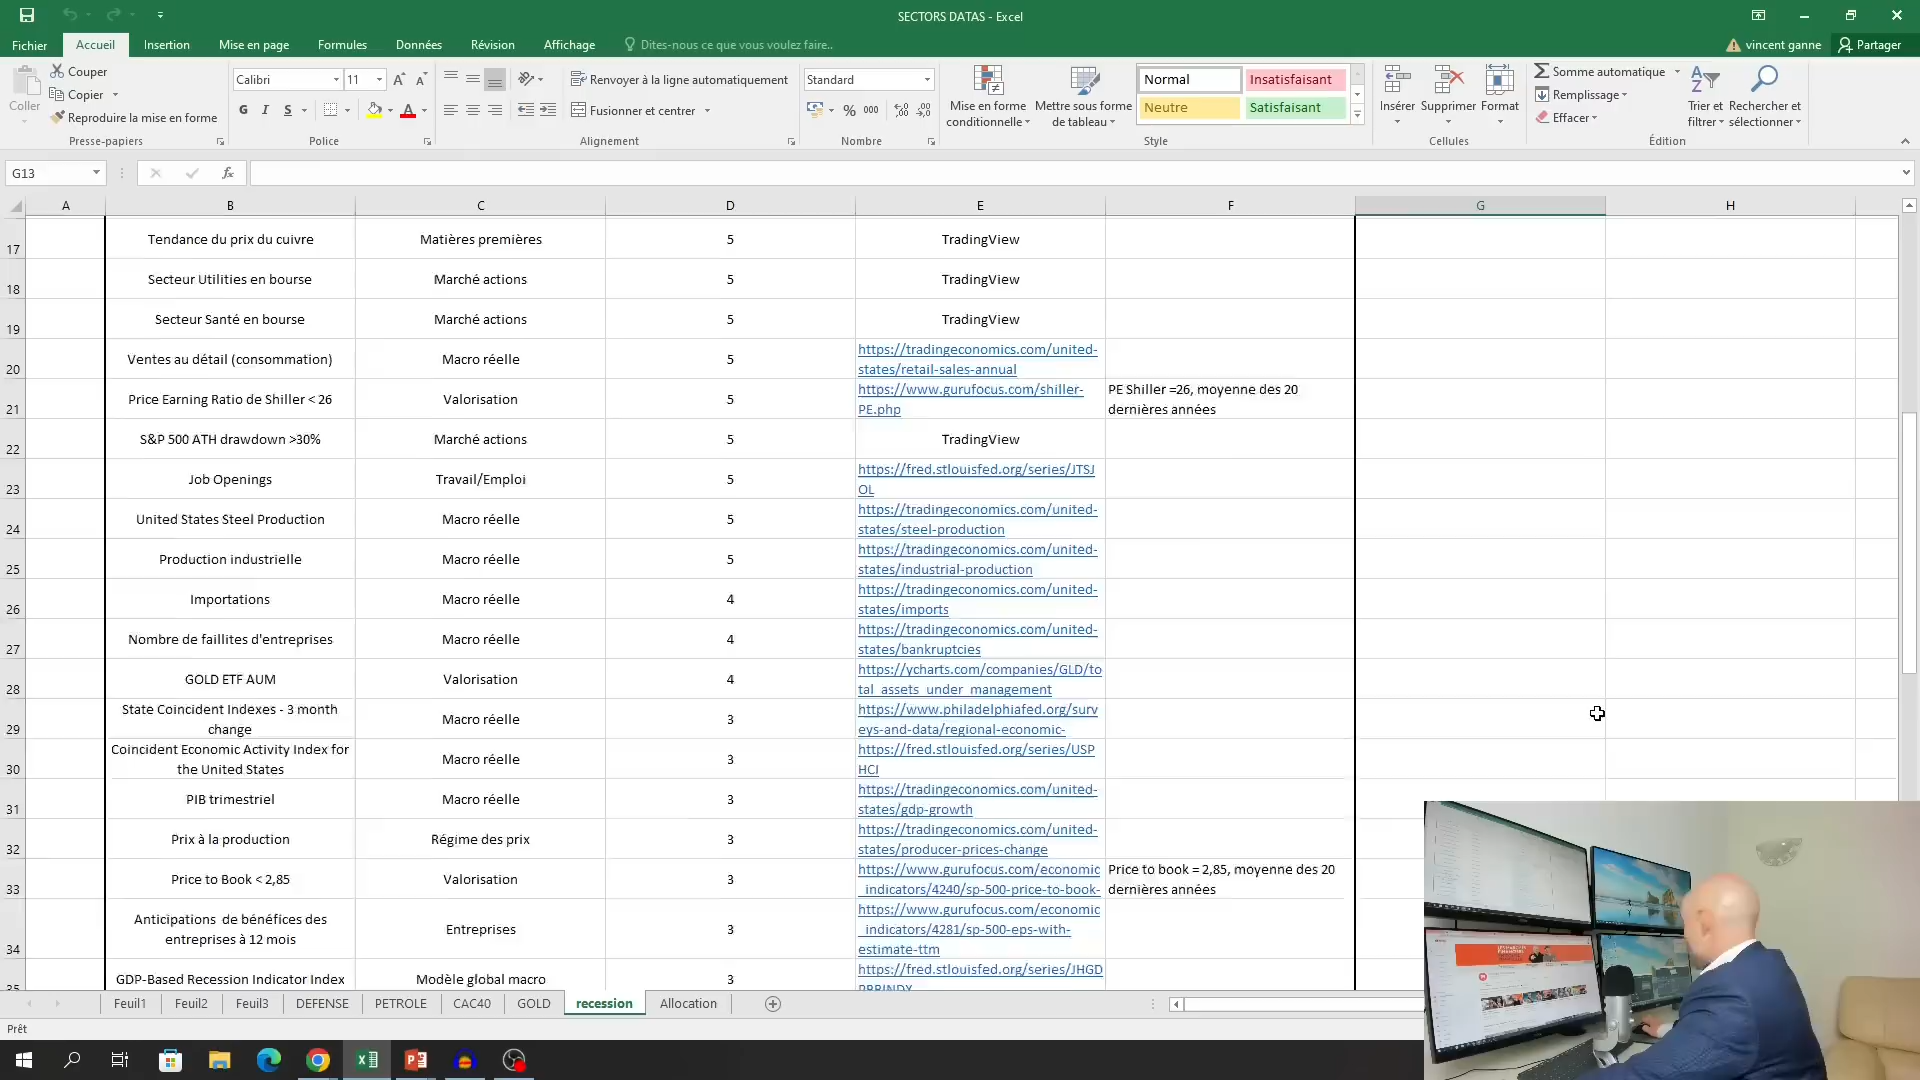 SECTORS DATAS - Excel
Fichier
Accueil
Insertion
Mise en page
Formules
Données
Révision
Affichage
Dites-nous ce que vous voulez faire..
vincent ganne
Partager
Coller
Couper
Copier
Reproduire la mise en forme
Presse-papiers
Calibri
11
G I S
Police
Renvoyer à la ligne automatiquement
Fusionner et centrer
Alignement
Standard
% 000
Nombre
Mise en forme
conditionnelle
Mettre sous forme
de tableau
Normal
Insatisfaisant
Neutre
Satisfaisant
Style
Insérer
Supprimer
Format
Cellules
Somme automatique
Remplissage
Effacer
Trier et
filtrer
Rechercher et
sélectionner
Édition
G13
fx
A B C D E F G H
17 Tendance du prix du cuivre Matières premières 5 TradingView
18 Secteur Utilities en bourse Marché actions 5 TradingView
19 Secteur Santé en bourse Marché actions 5 TradingView
20 Ventes au détail (consommation) Macro réelle 5 https://tradingeconomics.com/united-
states/retail-sales-annual
21 Price Earning Ratio de Shiller < 26 Valorisation 5 https://www.gurufocus.com/shiller-
PE.php
PE Shiller =26, moyenne des 20
dernières années
22 S&P 500 ATH drawdown >30% Marché actions 5 TradingView
23 Job Openings Travail/Emploi 5 https://fred.stlouisfed.org/series/JTSJ
OL
24 United States Steel Production Macro réelle 5 https://tradingeconomics.com/united-
states/steel-production
25 Production industrielle Macro réelle 5 https://tradingeconomics.com/united-
states/industrial-production
26 Importations Macro réelle 4 https://tradingeconomics.com/united-
states/imports
27 Nombre de faillites d'entreprises Macro réelle 4 https://tradingeconomics.com/united-
states/bankruptcies
28 GOLD ETF AUM Valorisation 4 https://ycharts.com/companies/GLD/to
tal_assets_under_management
29 State Coincident Indexes - 3 month
change
Macro réelle 3 https://www.philadelphiafed.org/surv
eys-and-data/regional-economic-
30 Coincident Economic Activity Index for
the United States
Macro réelle 3 https://fred.stlouisfed.org/series/USP
HCI
31 PIB trimestriel Macro réelle 3 https://tradingeconomics.com/united-
states/gdp-growth
32 Prix à la production Régime des prix 3 https://tradingeconomics.com/united-
states/producer-prices-change
33 Price to Book < 2,85 Valorisation 3 https://www.gurufocus.com/economic
_indicators/4240/sp-500-price-to-book-
Price to book = 2,85, moyenne des 20
dernières années
34 Anticipations de bénéfices des
entreprises à 12 mois
Entreprises 3 https://www.gurufocus.com/economic
_indicators/4281/sp-500-eps-with-
estimate-ttm
35 GDP-Based Recession Indicator Index Modèle global macro 3 https://fred.stlouisfed.org/series/JHGD
PBRINDX
Feuil1
Feuil2
Feuil3
DEFENSE
PETROLE
CAC40
GOLD
recession
Allocation
Prêt